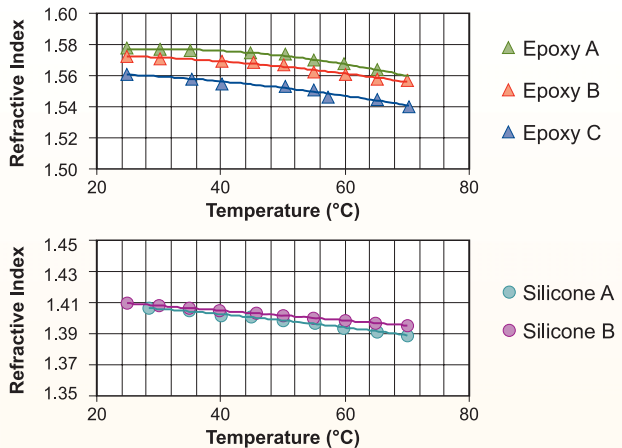 Refractive Index
1.60
1.58
1.56
1.54
1.52
1.50
20
40
60
80
Temperature (°C)
Epoxy A
Epoxy B
Epoxy C
Refractive Index
1.45
1.43
1.41
1.39
1.37
1.35
20
40
60
80
Temperature (°C)
Silicone A
Silicone B